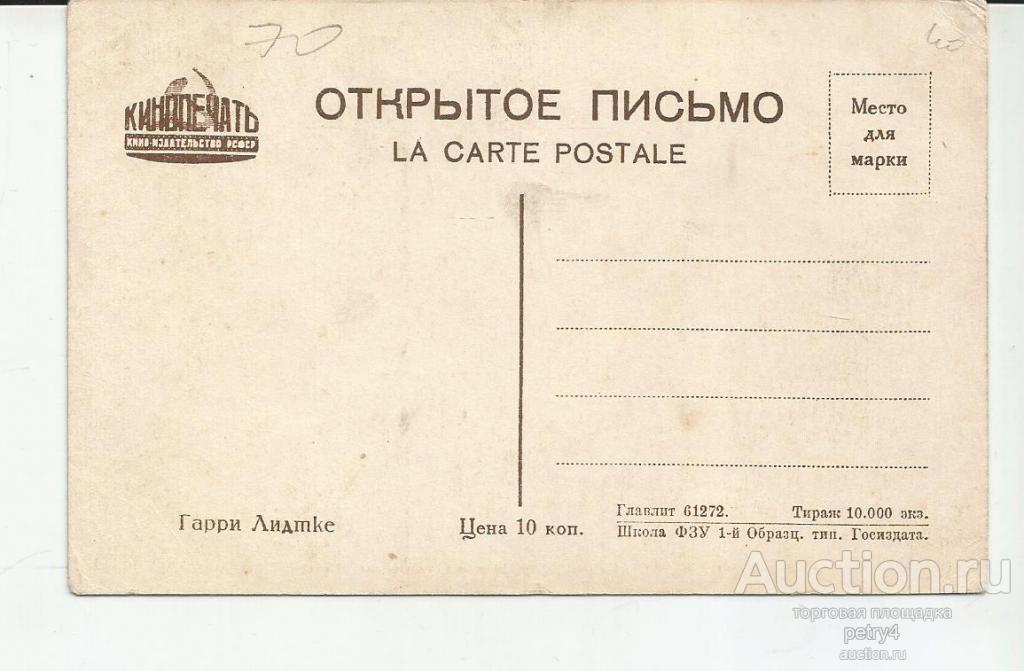 70
60
КИНОПЕЧАТЬ
КИНО-ИЗДАТЕЛЬСТВО РСФСР
ОТКРЫТОЕ ПИСЬМО
LA CARTE POSTALE
Место
для
марки
Гарри Лидтке
Цена 10 коп.
Главлит 61272. Тираж 10.000 экз.
Школа ФЗУ 1-й Образц. тип. Госиздата.
Auction.ru
торговая площадка
petry4
auction.ru